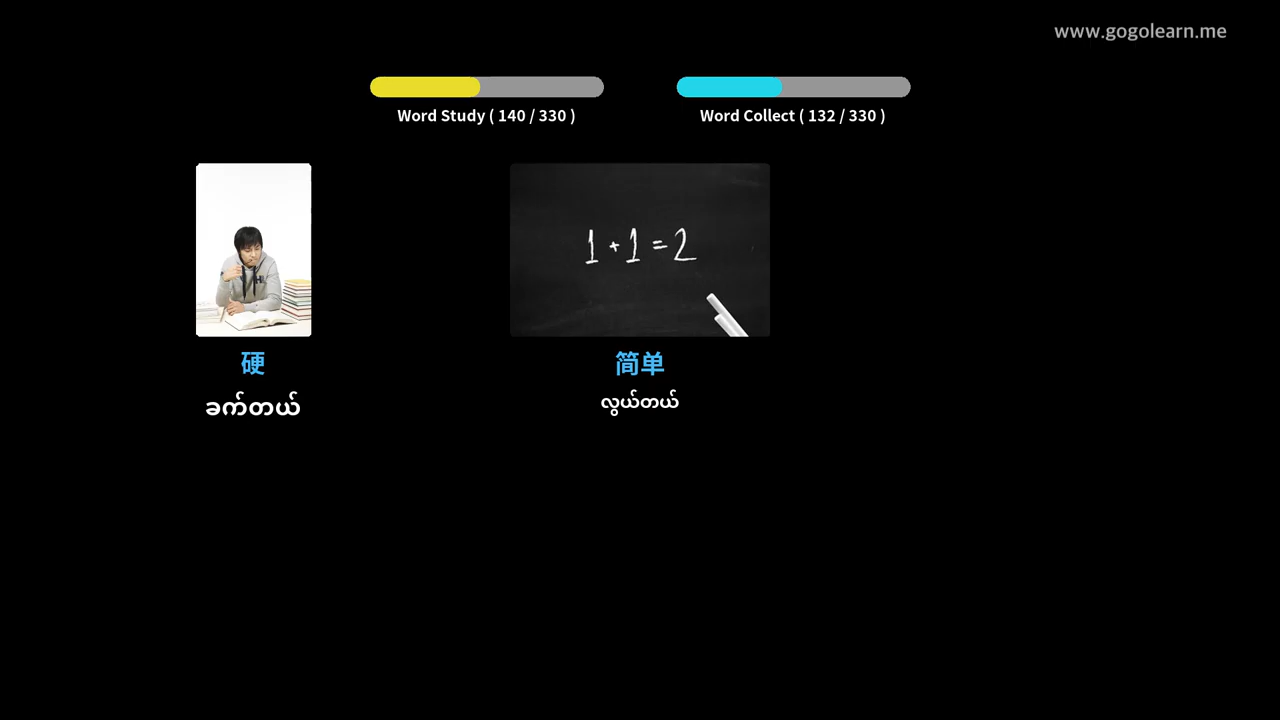 www.gogolearn.me
Word Study ( 140 / 330 )
Word Collect ( 132 / 330 )
1 + 1 = 2
硬
简单
ခက်တယ်
လွယ်တယ်